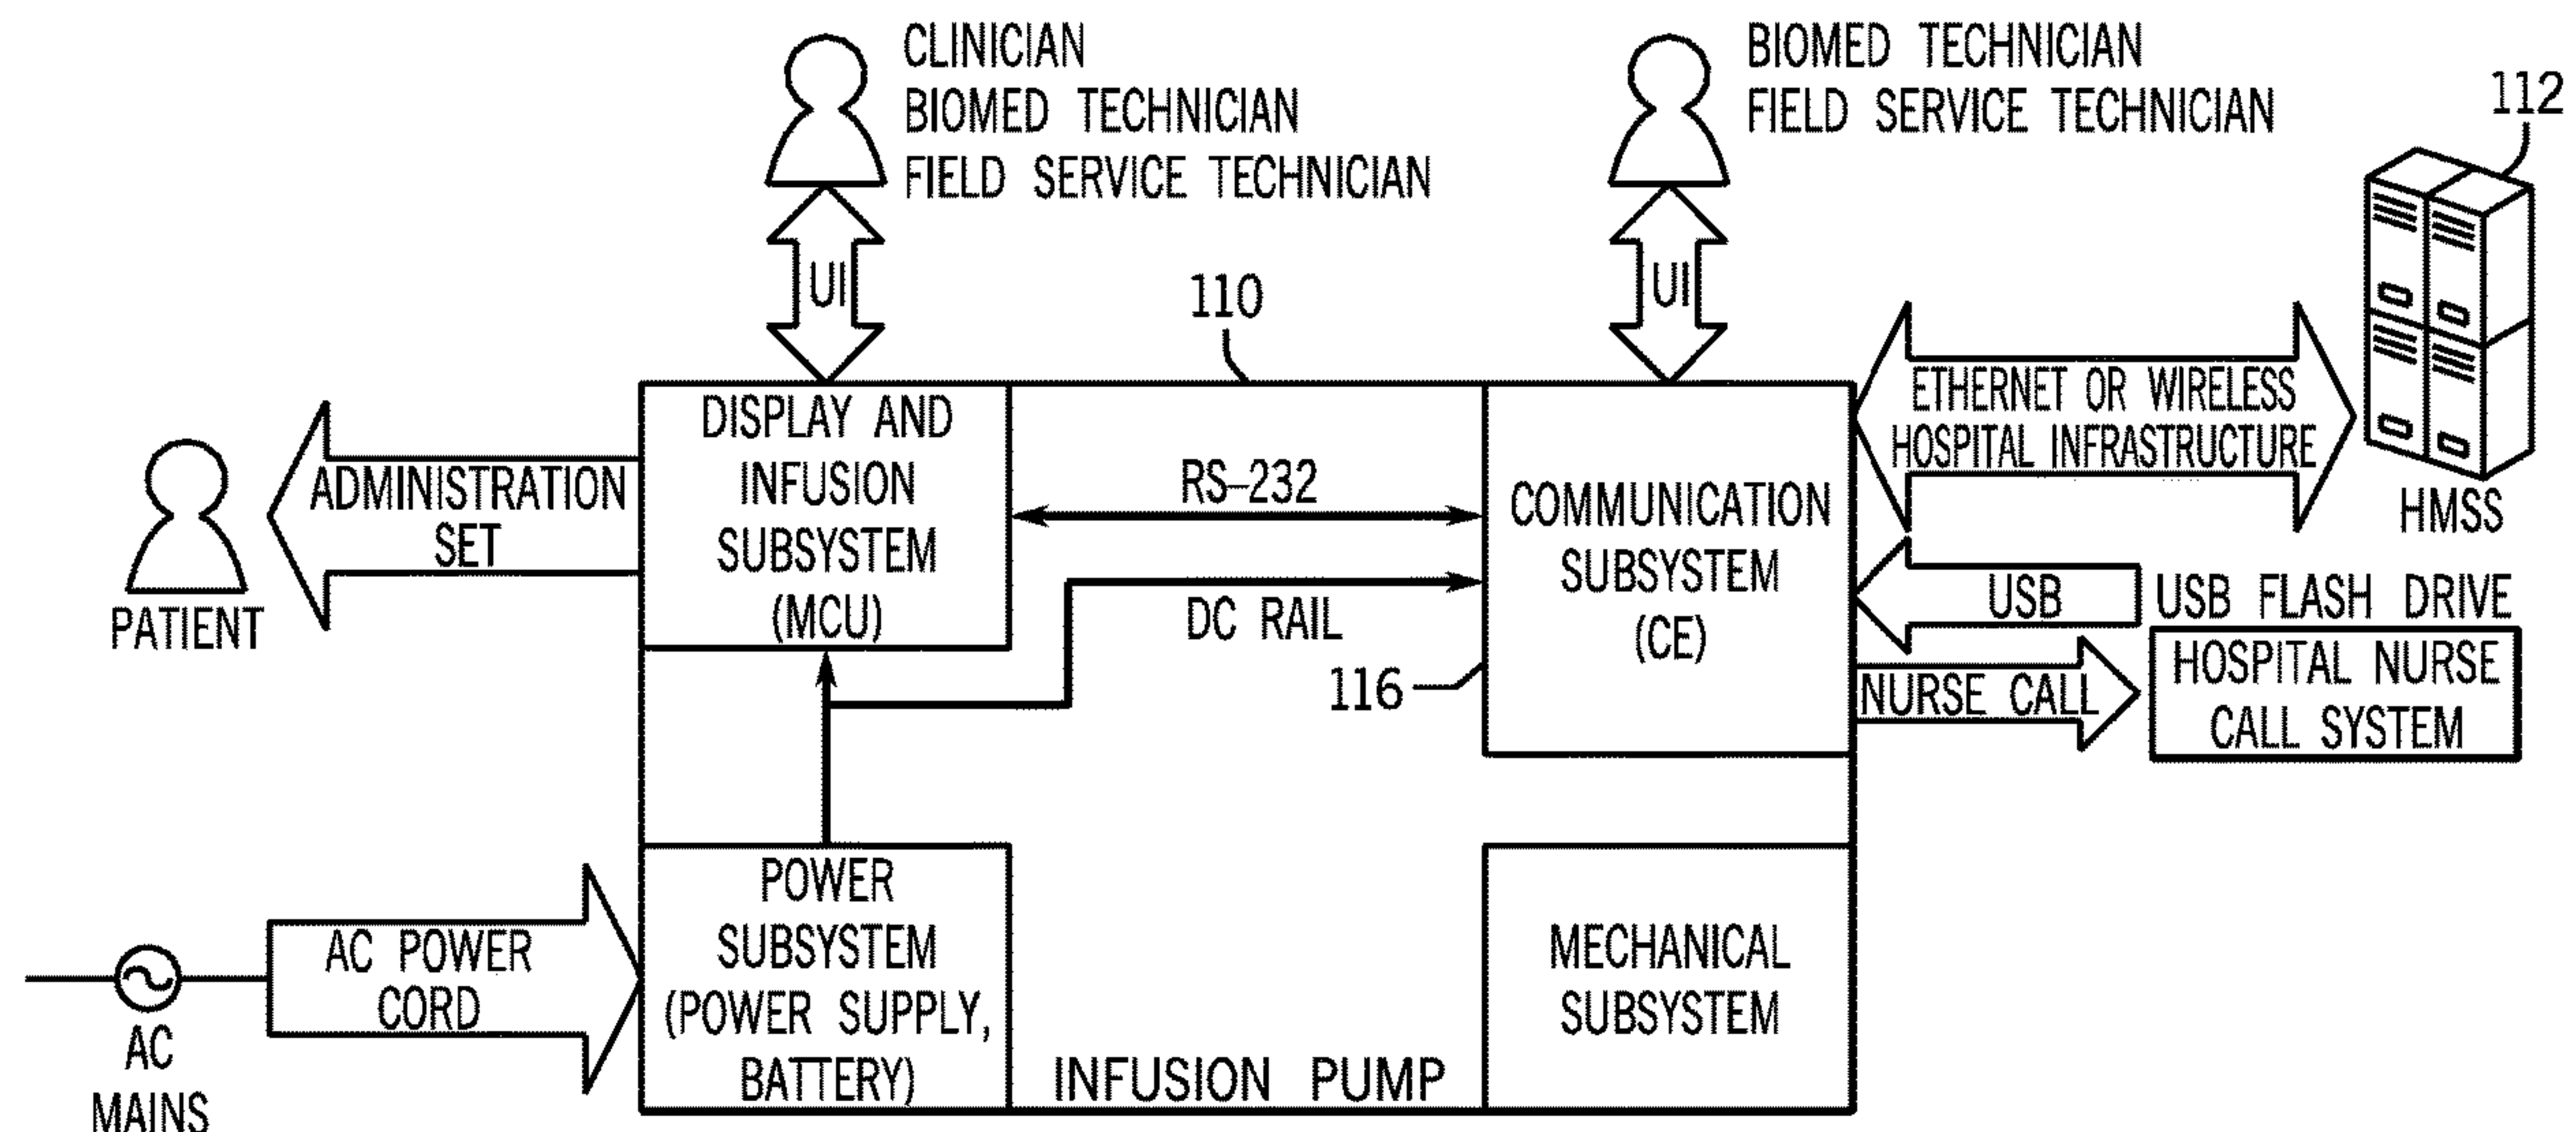 CLINICIAN
BIOMED TECHNICIAN
FIELD SERVICE TECHNICIAN
BIOMED TECHNICIAN
FIELD SERVICE TECHNICIAN
112
UI
UI
110
ETHERNET OR WIRELESS
HOSPITAL INFRASTRUCTURE
HMSS
DISPLAY AND
INFUSION
SUBSYSTEM
(MCU)
ADMINISTRATION
SET
PATIENT
RS-232
DC RAIL
COMMUNICATION
SUBSYSTEM
(CE)
116
USB
USB FLASH DRIVE
NURSE CALL
HOSPITAL NURSE
CALL SYSTEM
POWER
SUBSYSTEM
(POWER SUPPLY,
BATTERY)
AC POWER
CORD
AC
MAINS
INFUSION PUMP
MECHANICAL
SUBSYSTEM